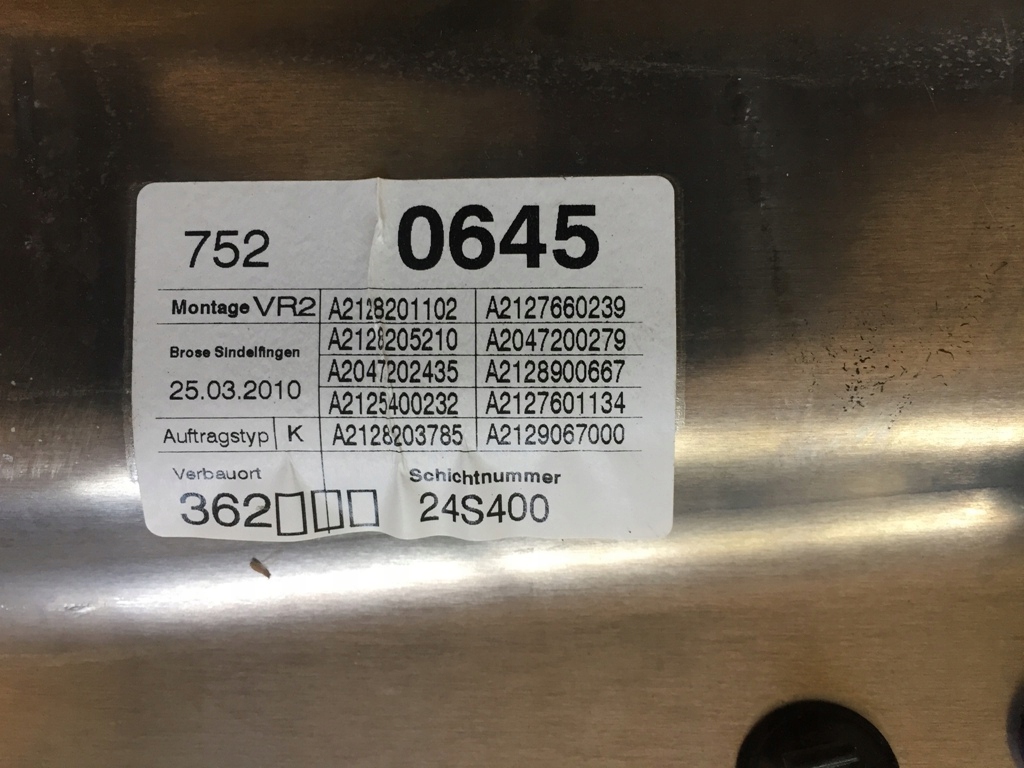 752 0645
Montage VR2 A2128201102 A2127660239
A2128205210 A2047200279
Brose Sindelfingen
A2047202435 A2128900667
25.03.2010
A2125400232 A2127601134
Auftragstyp K A2128203785 A2129067000
Verbauort Schichtnummer
362□□□ 24S400